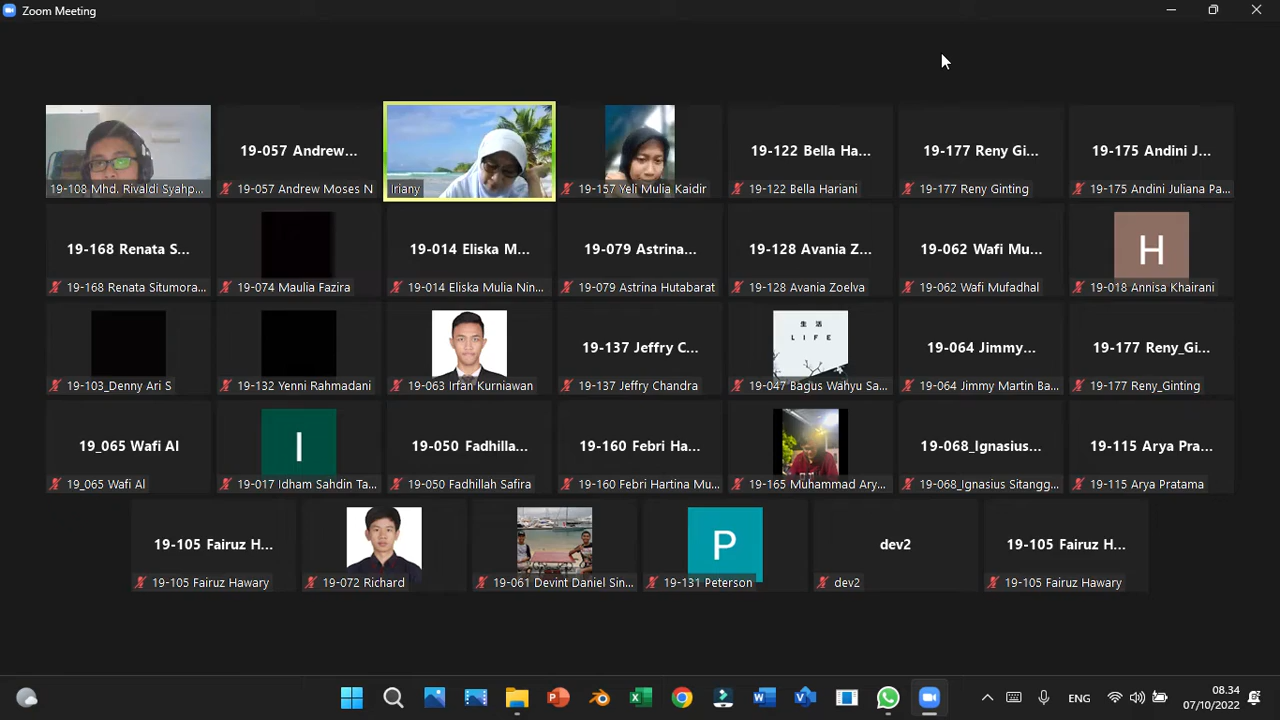 Zoom Meeting
19-108 Mhd. Rivaldi Syahp...
19-057 Andrew...
19-057 Andrew Moses N
Iriany
19-157 Yeli Mulia Kaidir
19-122 Bella Ha...
19-122 Bella Hariani
19-177 Reny Gi...
19-177 Reny Ginting
19-175 Andini J...
19-175 Andini Juliana Pa...
19-168 Renata S...
19-168 Renata Situmora...
19-074 Maulia Fazira
19-014 Eliska M...
19-014 Eliska Mulia Nin...
19-079 Astrina...
19-079 Astrina Hutabarat
19-128 Avania Z...
19-128 Avania Zoelva
19-062 Wafi Mu...
19-062 Wafi Mufadhal
H
19-018 Annisa Khairani
19-103_Denny Ari S
19-132 Yenni Rahmadani
19-063 Irfan Kurniawan
19-137 Jeffry C...
19-137 Jeffry Chandra
生活
LIFE
19-047 Bagus Wahyu Sa...
19-064 Jimmy...
19-064 Jimmy Martin Ba...
19-177 Reny_Gi...
19-177 Reny_Ginting
19_065 Wafi Al
19_065 Wafi Al
I
19-017 Idham Sahdin Ta...
19-050 Fadhilla...
19-050 Fadhillah Safira
19-160 Febri Ha...
19-160 Febri Hartina Mu...
19-165 Muhammad Ary...
19-068_Ignasius...
19-068_Ignasius Sitangg...
19-115 Arya Pra...
19-115 Arya Pratama
19-105 Fairuz H...
19-105 Fairuz Hawary
19-072 Richard
19-061 Devint Daniel Sin...
P
19-131 Peterson
dev2
dev2
19-105 Fairuz H...
19-105 Fairuz Hawary
ENG
08.34
07/10/2022